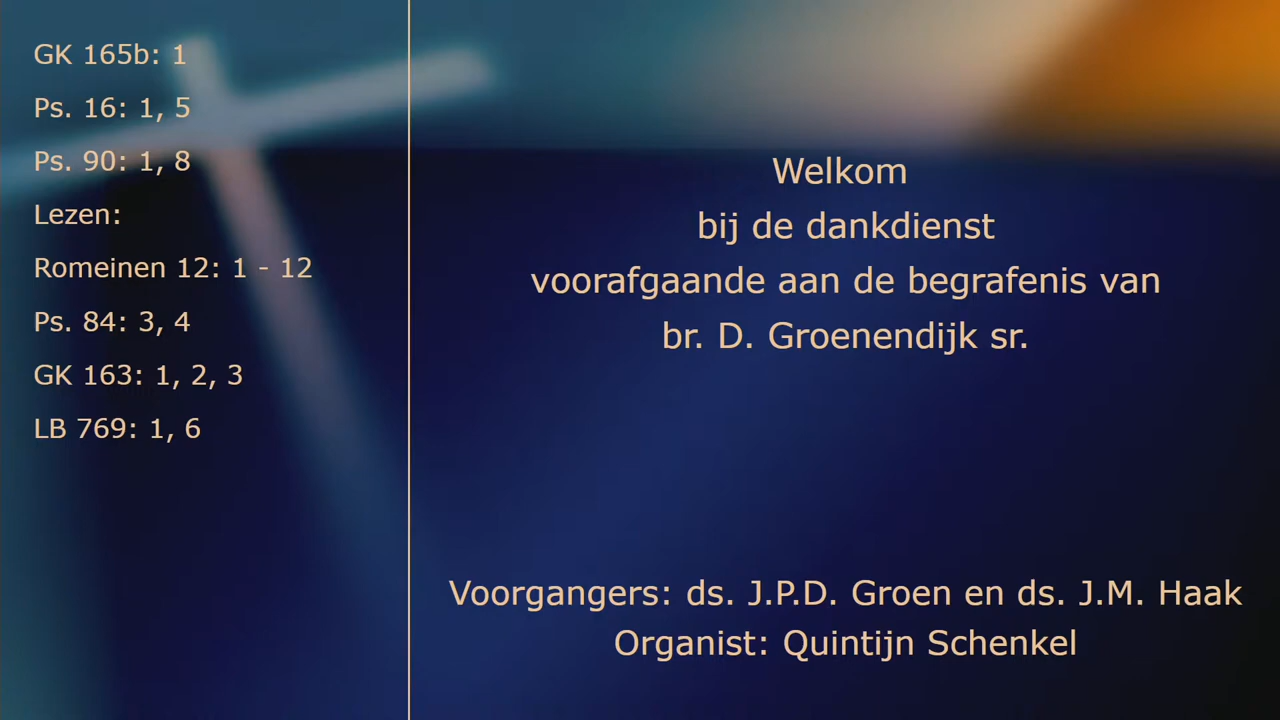 GK 165b: 1
Ps. 16: 1, 5
Ps. 90: 1, 8
Lezen:
Romeinen 12: 1 - 12
Ps. 84: 3, 4
GK 163: 1, 2, 3
LB 769: 1, 6
Welkom
bij de dankdienst
voorafgaande aan de begrafenis van
br. D. Groenendijk sr.
Voorgangers: ds. J.P.D. Groen en ds. J.M. Haak
Organist: Quintijn Schenkel